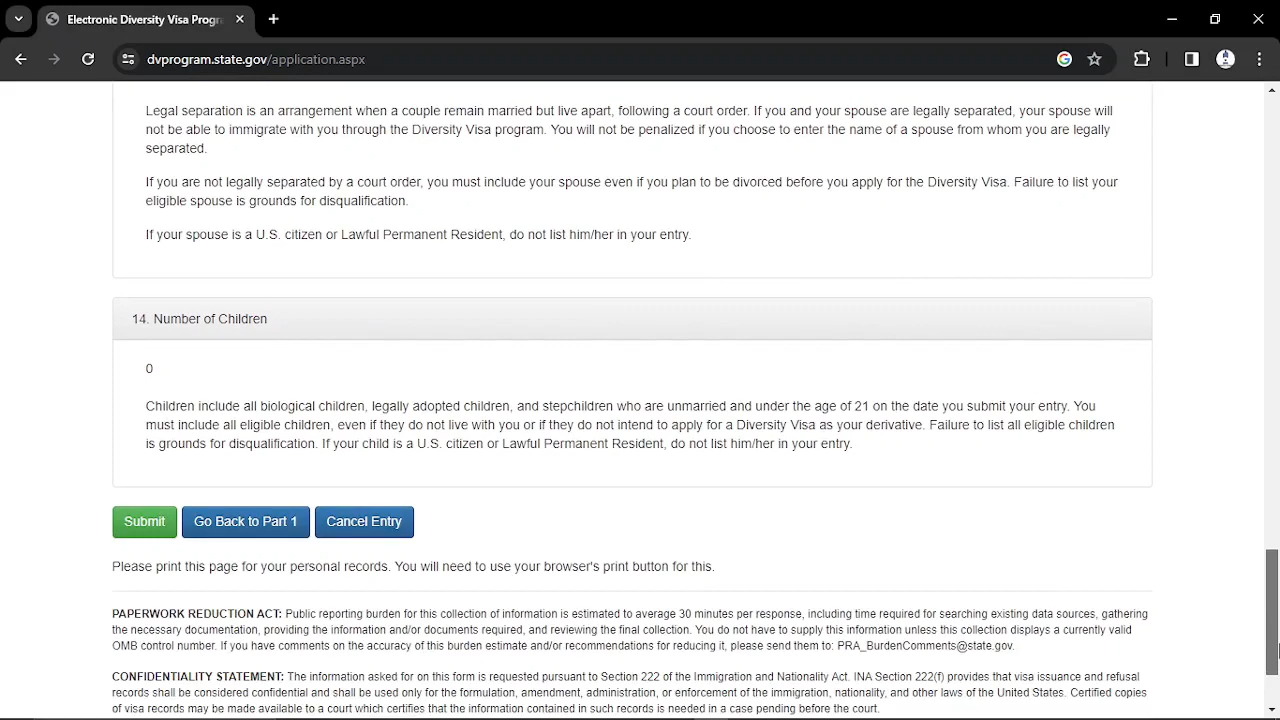 Electronic Diversity Visa Progr
dvprogram.state.gov/application.aspx
Legal separation is an arrangement when a couple remain married but live apart, following a court order. If you and your spouse are legally separated, your spouse will
not be able to immigrate with you through the Diversity Visa program. You will not be penalized if you choose to enter the name of a spouse from whom you are legally
separated.
If you are not legally separated by a court order, you must include your spouse even if you plan to be divorced before you apply for the Diversity Visa. Failure to list your
eligible spouse is grounds for disqualification.
If your spouse is a U.S. citizen or Lawful Permanent Resident, do not list him/her in your entry.
14. Number of Children
0
Children include all biological children, legally adopted children, and stepchildren who are unmarried and under the age of 21 on the date you submit your entry. You
must include all eligible children, even if they do not live with you or if they do not intend to apply for a Diversity Visa as your derivative. Failure to list all eligible children
is grounds for disqualification. If your child is a U.S. citizen or Lawful Permanent Resident, do not list him/her in your entry.
Submit Go Back to Part 1 Cancel Entry
Please print this page for your personal records. You will need to use your browser's print button for this.
PAPERWORK REDUCTION ACT: Public reporting burden for this collection of information is estimated to average 30 minutes per response, including time required for searching existing data sources, gathering
the necessary documentation, providing the information and/or documents required, and reviewing the final collection. You do not have to supply this information unless this collection displays a currently valid
OMB control number. If you have comments on the accuracy of this burden estimate and/or recommendations for reducing it, please send them to: PRA_BurdenComments@state.gov.
CONFIDENTIALITY STATEMENT: The information asked for on this form is requested pursuant to Section 222 of the Immigration and Nationality Act. INA Section 222(f) provides that visa issuance and refusal
records shall be considered confidential and shall be used only for the formulation, amendment, administration, or enforcement of the immigration, nationality, and other laws of the United States. Certified copies
of visa records may be made available to a court which certifies that the information contained in such records is needed in a case pending before the court.